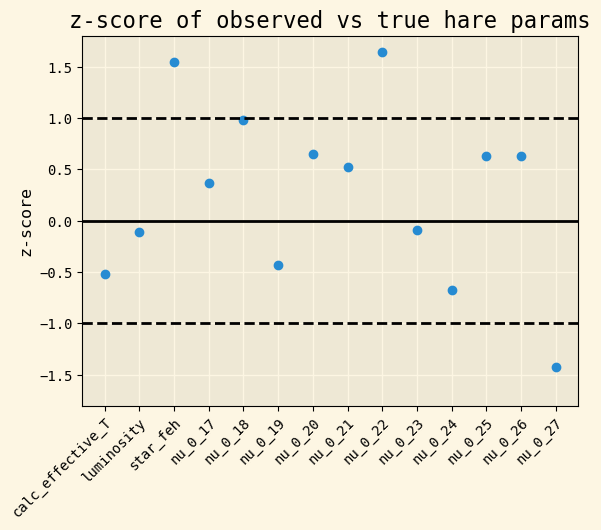 z-score of observed vs true hare params
z-score
1.5
1.0
0.5
0.0
−0.5
−1.0
−1.5
calc_effective_T
luminosity
star_feh
nu_0_17
nu_0_18
nu_0_19
nu_0_20
nu_0_21
nu_0_22
nu_0_23
nu_0_24
nu_0_25
nu_0_26
nu_0_27